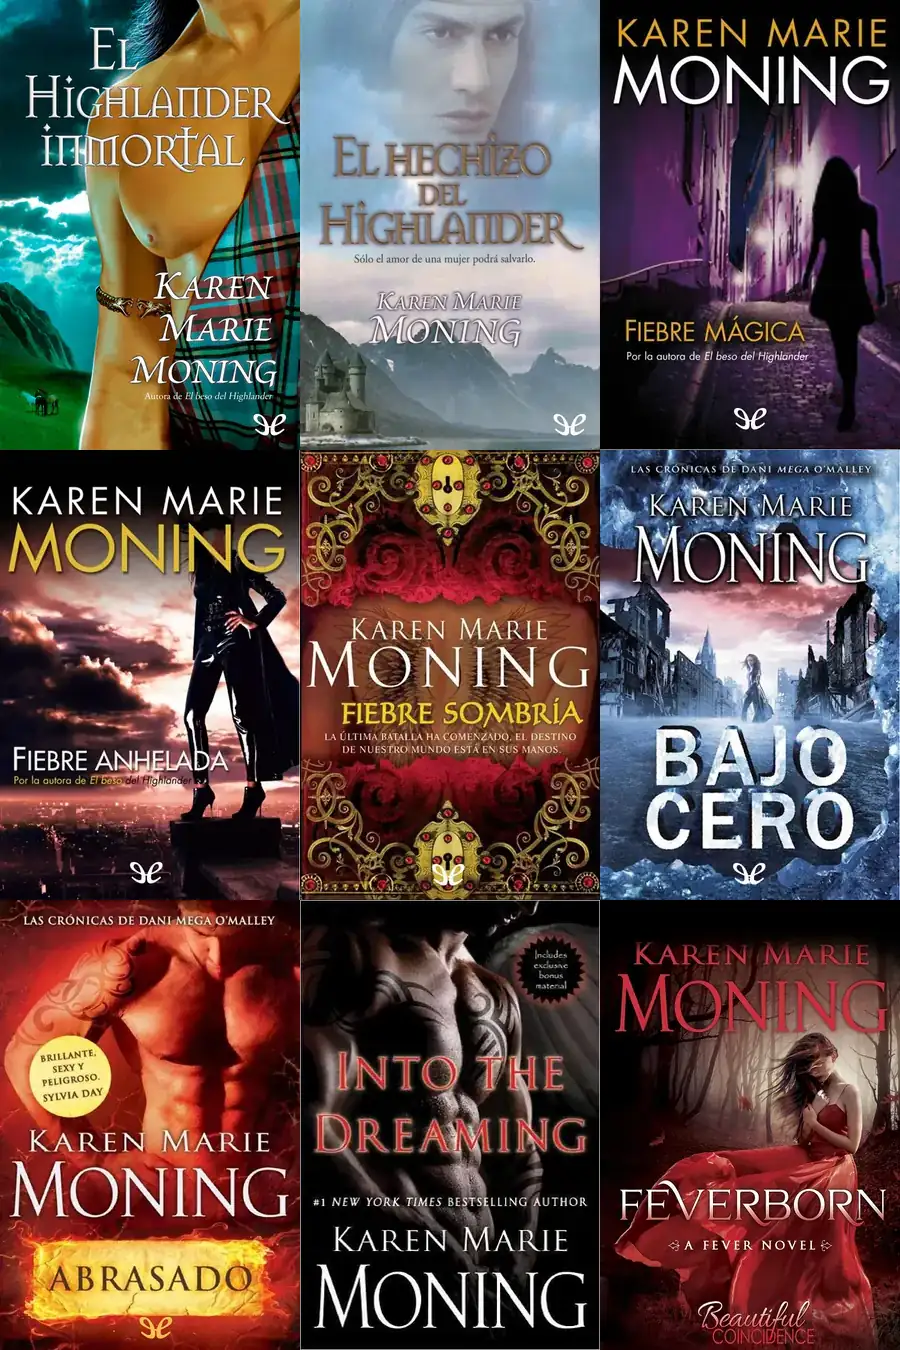 EL
HIGHLANDER
INMORTAL
KAREN
MARIE
MONING
Autora de El beso del Highlander
EL HECHIZO
DEL
HIGHLANDER
Sólo el amor de una mujer podrá salvarlo.
KAREN MARIE
MONING
KAREN MARIE
MONING
FIEBRE MÁGICA
Por la autora de El beso del Highlander
KAREN MARIE
MONING
FIEBRE ANHELADA
Por la autora de El beso del Highlander
KAREN MARIE
MONING
FIEBRE SOMBRÍA
LA ÚLTIMA BATALLA HA COMENZADO. EL DESTINO
DE NUESTRO MUNDO ESTÁ EN SUS MANOS.
LAS CRÓNICAS DE DANI MEGA O'MALLEY
KAREN MARIE
MONING
BAJO
CERO
LAS CRÓNICAS DE DANI MEGA O'MALLEY
BRILLANTE,
SEXY Y
PELIGROSO.
SYLVIA DAY
KAREN MARIE
MONING
ABRASADO
Includes
exclusive
bonus
material
INTO THE
DREAMING
#1 NEW YORK TIMES BESTSELLING AUTHOR
KAREN MARIE
MONING
KAREN MARIE
MONING
FEVERBORN
A FEVER NOVEL
Beautiful
COINCIDENCE